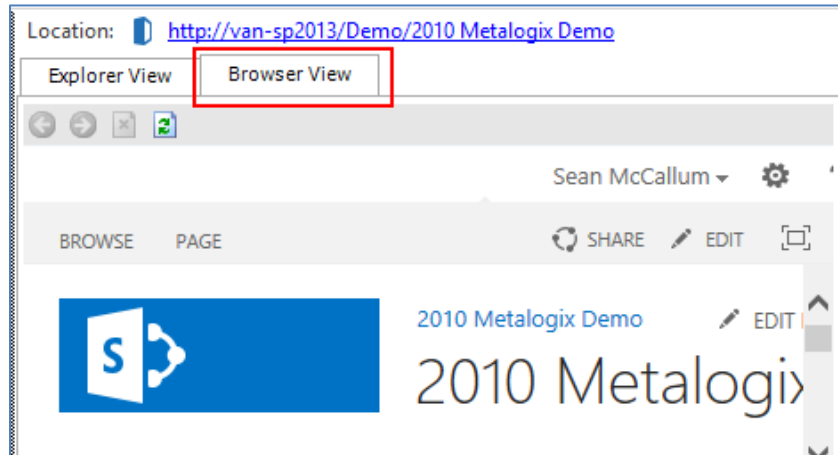 Location: http://van-sp2013/Demo/2010 Metalogix Demo
Explorer View Browser View
Sean McCallum
BROWSE PAGE SHARE EDIT
S 2010 Metalogix Demo EDIT
2010 Metalogix